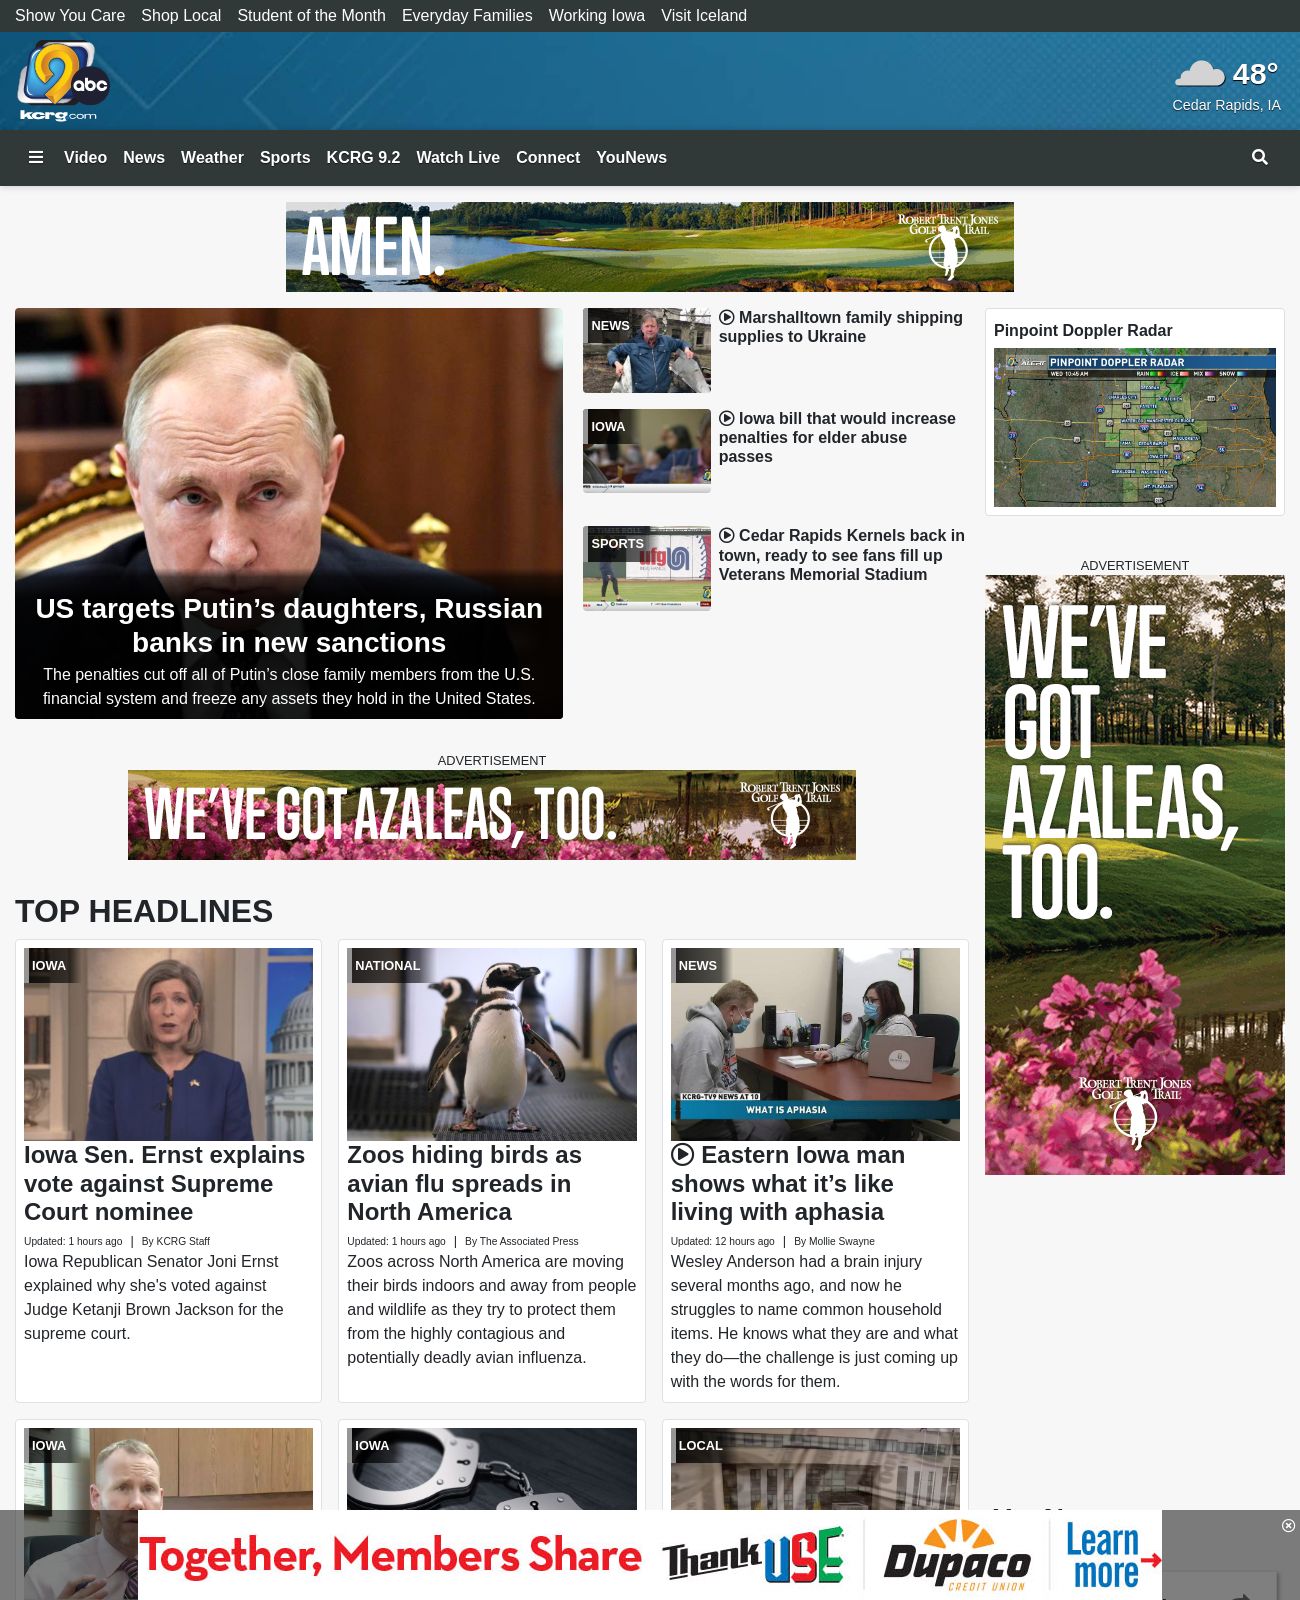 Show You Care Shop Local Student of the Month Everyday Families Working Iowa Visit Iceland
9 abc
kcrg.com
48°
Cedar Rapids, IA
Video News Weather Sports KCRG 9.2 Watch Live Connect YouNews
AMEN.
ROBERT TRENT JONES
GOLF TRAIL
US targets Putin’s daughters, Russian
banks in new sanctions
The penalties cut off all of Putin’s close family members from the U.S.
financial system and freeze any assets they hold in the United States.
NEWS
Marshalltown family shipping
supplies to Ukraine
IOWA
Iowa bill that would increase
penalties for elder abuse
passes
SPORTS
ufg
Cedar Rapids Kernels back in
town, ready to see fans fill up
Veterans Memorial Stadium
Pinpoint Doppler Radar
PINPOINT DOPPLER RADAR
WED 10:45 AM RAIN ICE MIX SNOW
ADVERTISEMENT
WE’VE
GOT
AZALEAS,
TOO.
ROBERT TRENT JONES
GOLF TRAIL
ADVERTISEMENT
WE’VE GOT AZALEAS, TOO.
ROBERT TRENT JONES
GOLF TRAIL
TOP HEADLINES
IOWA
Iowa Sen. Ernst explains
vote against Supreme
Court nominee
Updated: 1 hours ago | By KCRG Staff
Iowa Republican Senator Joni Ernst
explained why she's voted against
Judge Ketanji Brown Jackson for the
supreme court.
NATIONAL
Zoos hiding birds as
avian flu spreads in
North America
Updated: 1 hours ago | By The Associated Press
Zoos across North America are moving
their birds indoors and away from people
and wildlife as they try to protect them
from the highly contagious and
potentially deadly avian influenza.
NEWS
KCRG-TV9 NEWS AT 10
WHAT IS APHASIA
Eastern Iowa man
shows what it’s like
living with aphasia
Updated: 12 hours ago | By Mollie Swayne
Wesley Anderson had a brain injury
several months ago, and now he
struggles to name common household
items. He knows what they are and what
they do—the challenge is just coming up
with the words for them.
IOWA
IOWA
LOCAL
Together, Members Share
Thank USE
Dupaco
CREDIT UNION
Learn
more